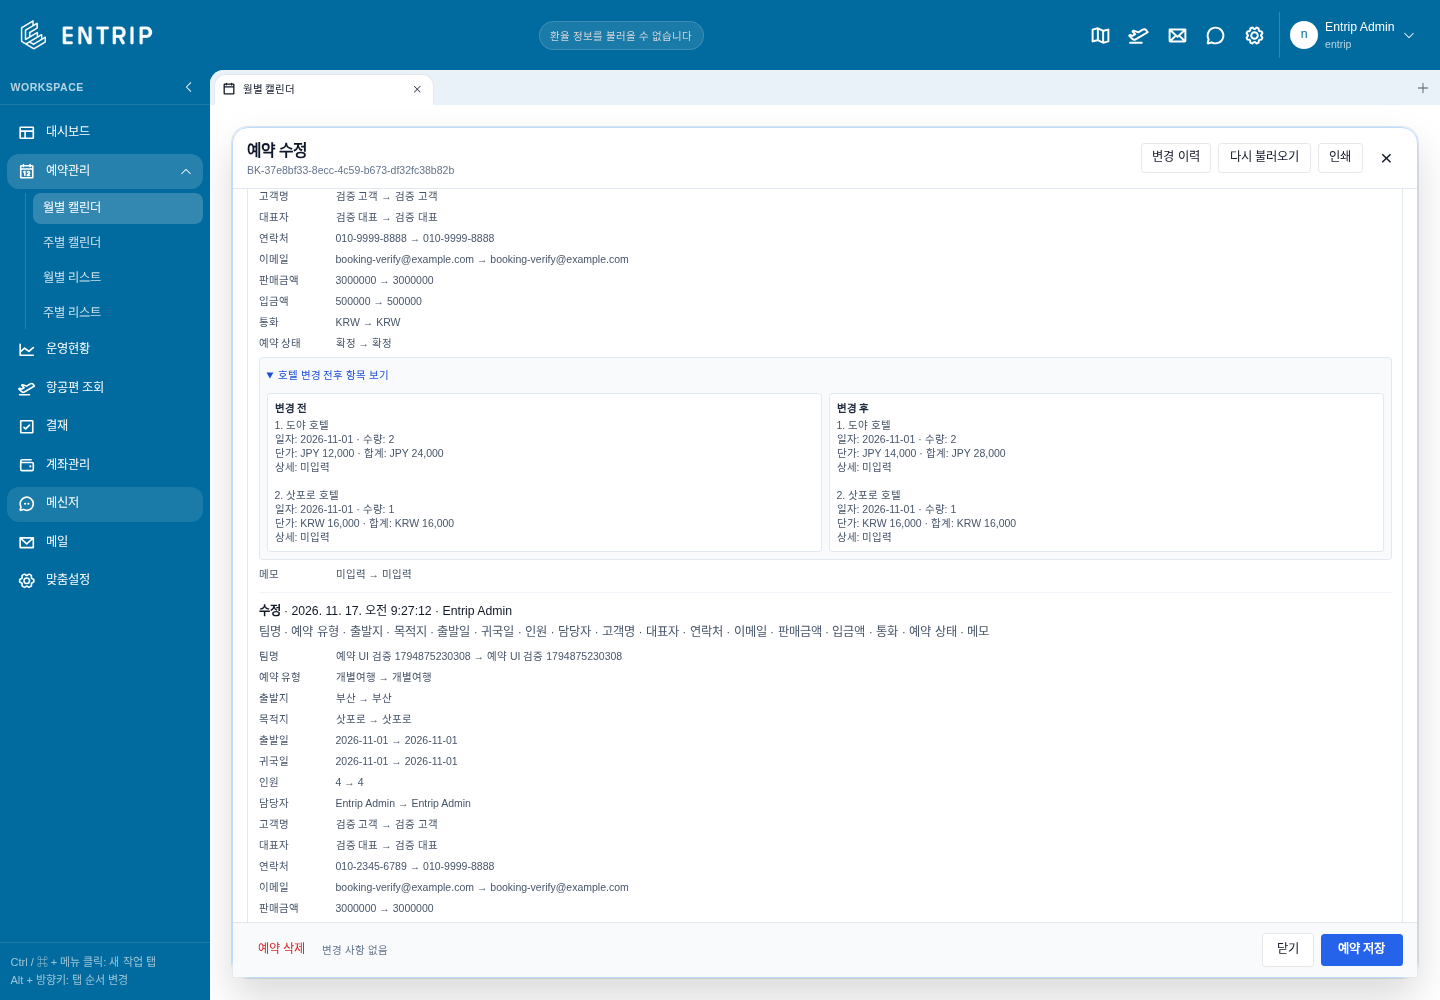 ENTRIP
환율 정보를 불러올 수 없습니다
n
Entrip Admin
entrip
WORKSPACE
월별 캘린더
대시보드
예약관리
월별 캘린더
주별 캘린더
월별 리스트
주별 리스트
운영현황
항공편 조회
결재
계좌관리
메신저
메일
맞춤설정
Ctrl / ⌘ + 메뉴 클릭: 새 작업 탭
Alt + 방향키: 탭 순서 변경
예약 수정
BK-37e8bf33-8ecc-4c59-b673-df32fc38b82b
변경 이력
다시 불러오기
인쇄
고객명 검증 고객 → 검증 고객
대표자 검증 대표 → 검증 대표
연락처 010-9999-8888 → 010-9999-8888
이메일 booking-verify@example.com → booking-verify@example.com
판매금액 3000000 → 3000000
입금액 500000 → 500000
통화 KRW → KRW
예약 상태 확정 → 확정
▼ 호텔 변경 전후 항목 보기
변경 전
1. 도야 호텔
일자: 2026-11-01 · 수량: 2
단가: JPY 12,000 · 합계: JPY 24,000
상세: 미입력
2. 삿포로 호텔
일자: 2026-11-01 · 수량: 1
단가: KRW 16,000 · 합계: KRW 16,000
상세: 미입력
변경 후
1. 도야 호텔
일자: 2026-11-01 · 수량: 2
단가: JPY 14,000 · 합계: JPY 28,000
상세: 미입력
2. 삿포로 호텔
일자: 2026-11-01 · 수량: 1
단가: KRW 16,000 · 합계: KRW 16,000
상세: 미입력
메모 미입력 → 미입력
수정 · 2026. 11. 17. 오전 9:27:12 · Entrip Admin
팀명 · 예약 유형 · 출발지 · 목적지 · 출발일 · 귀국일 · 인원 · 담당자 · 고객명 · 대표자 · 연락처 · 이메일 · 판매금액 · 입금액 · 통화 · 예약 상태 · 메모
팀명 예약 UI 검증 1794875230308 → 예약 UI 검증 1794875230308
예약 유형 개별여행 → 개별여행
출발지 부산 → 부산
목적지 삿포로 → 삿포로
출발일 2026-11-01 → 2026-11-01
귀국일 2026-11-01 → 2026-11-01
인원 4 → 4
담당자 Entrip Admin → Entrip Admin
고객명 검증 고객 → 검증 고객
대표자 검증 대표 → 검증 대표
연락처 010-2345-6789 → 010-9999-8888
이메일 booking-verify@example.com → booking-verify@example.com
판매금액 3000000 → 3000000
예약 삭제
변경 사항 없음
닫기
예약 저장